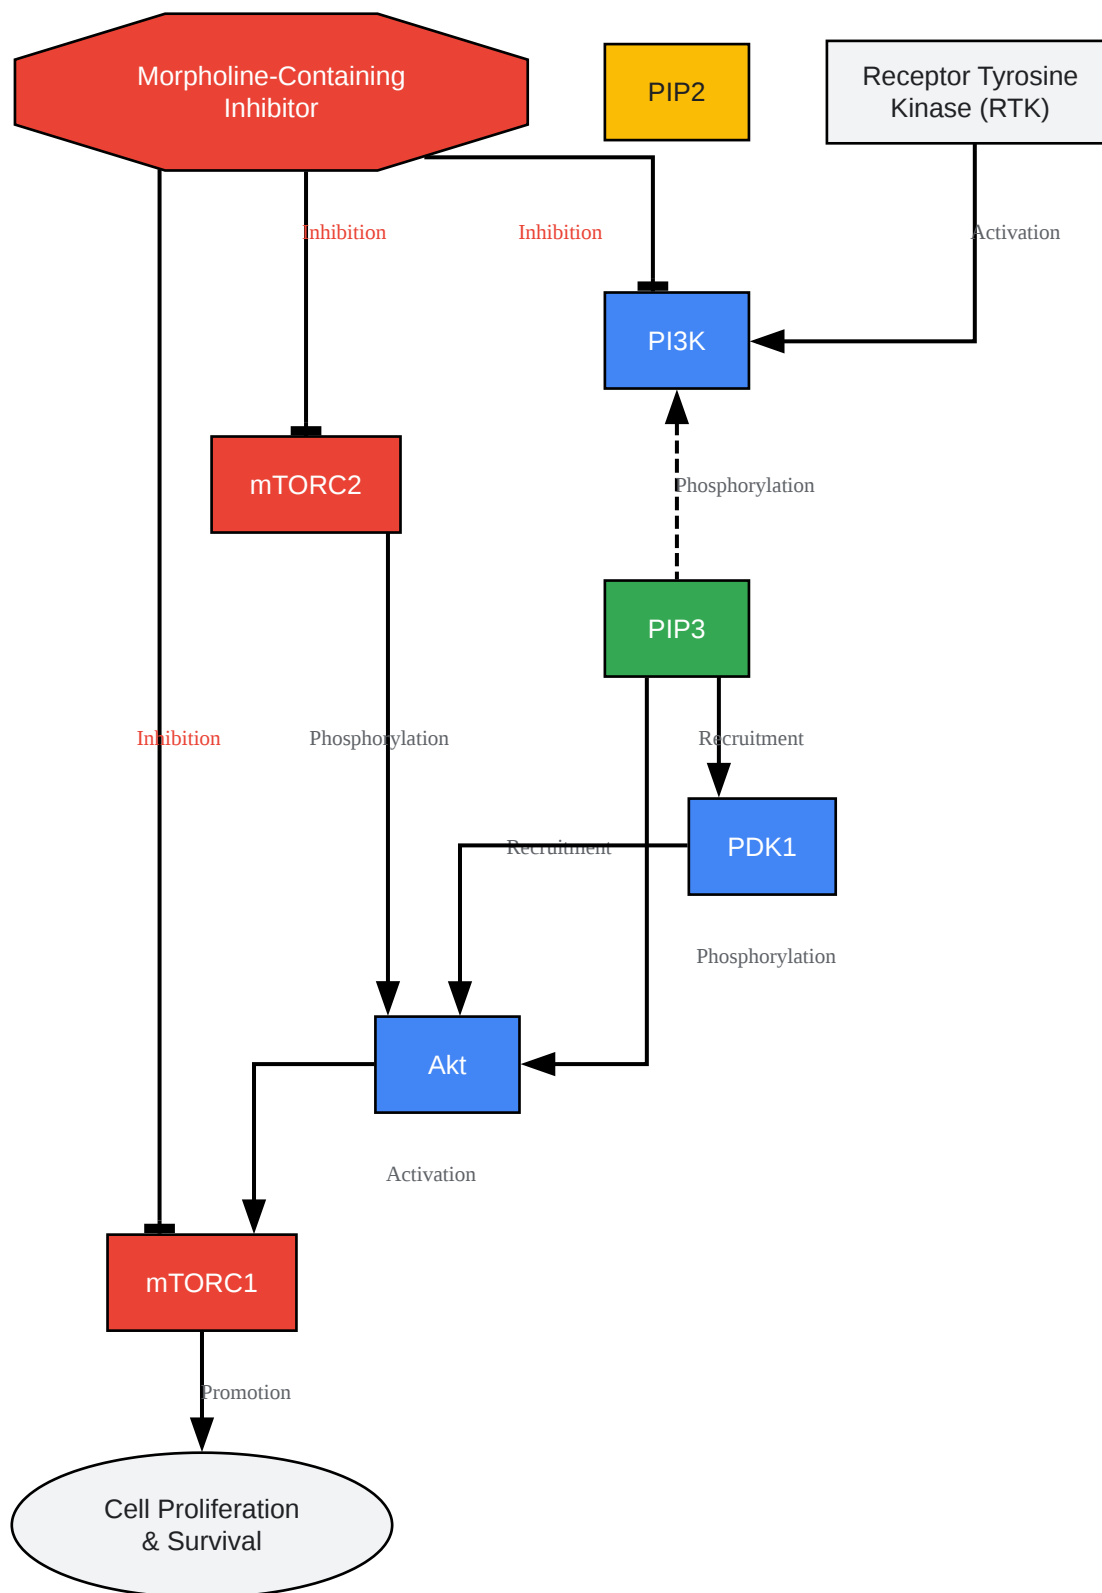 Morpholine-Containing
Inhibitor
PIP2
Receptor Tyrosine
Kinase (RTK)
Inhibition
Inhibition
Activation
PI3K
mTORC2
Phosphorylation
PIP3
Inhibition
Phosphorylation
Recruitment
Recruitment
PDK1
Phosphorylation
Akt
Activation
mTORC1
Promotion
Cell Proliferation
& Survival